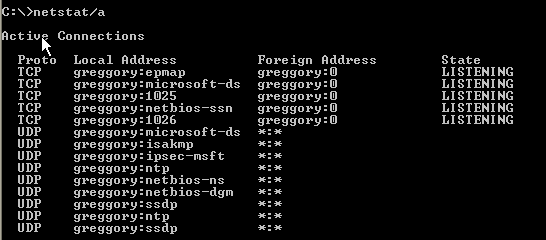 C:\>netstat/a
Active Connections
Proto Local Address Foreign Address State
TCP greggory:epmap greggory:0 LISTENING
TCP greggory:microsoft-ds greggory:0 LISTENING
TCP greggory:1025 greggory:0 LISTENING
TCP greggory:netbios-ssn greggory:0 LISTENING
TCP greggory:1026 greggory:0 LISTENING
UDP greggory:microsoft-ds *:*
UDP greggory:isakmp *:*
UDP greggory:ipsec-msft *:*
UDP greggory:ntp *:*
UDP greggory:netbios-ns *:*
UDP greggory:netbios-dgm *:*
UDP greggory:ssdp *:*
UDP greggory:ntp *:*
UDP greggory:ssdp *:*